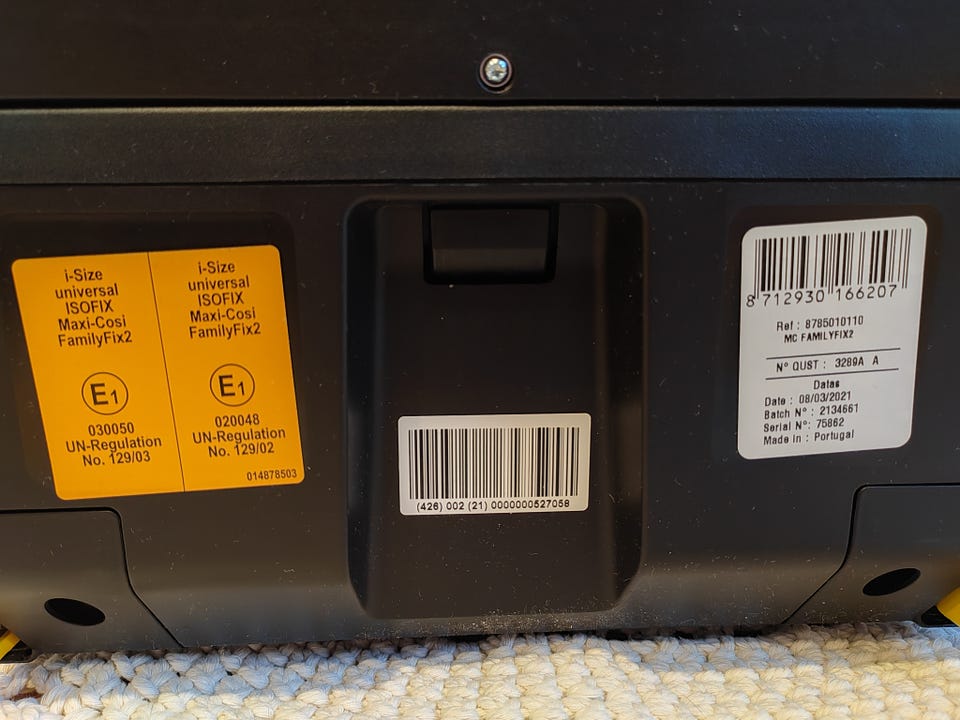 i-Size
universal
ISOFIX
Maxi-Cosi
FamilyFix2
E1
030050
UN-Regulation
No. 129/03
i-Size
universal
ISOFIX
Maxi-Cosi
FamilyFix2
E1
020048
UN-Regulation
No. 129/02
014878503
(426) 002 (21) 0000000527058
8 712930 166207
Ref : 8785010110
MC FAMILYFIX2
N° QUST : 3289A A
Datas
Date : 08/03/2021
Batch N° : 2134661
Serial N°: 75862
Made in : Portugal